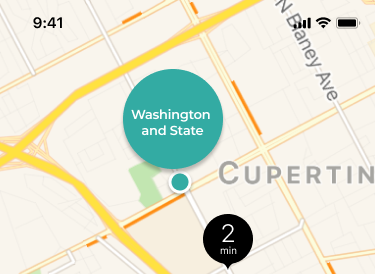 9:41
N Blaney Ave
Washington
and State
CUPERTIN
2
min